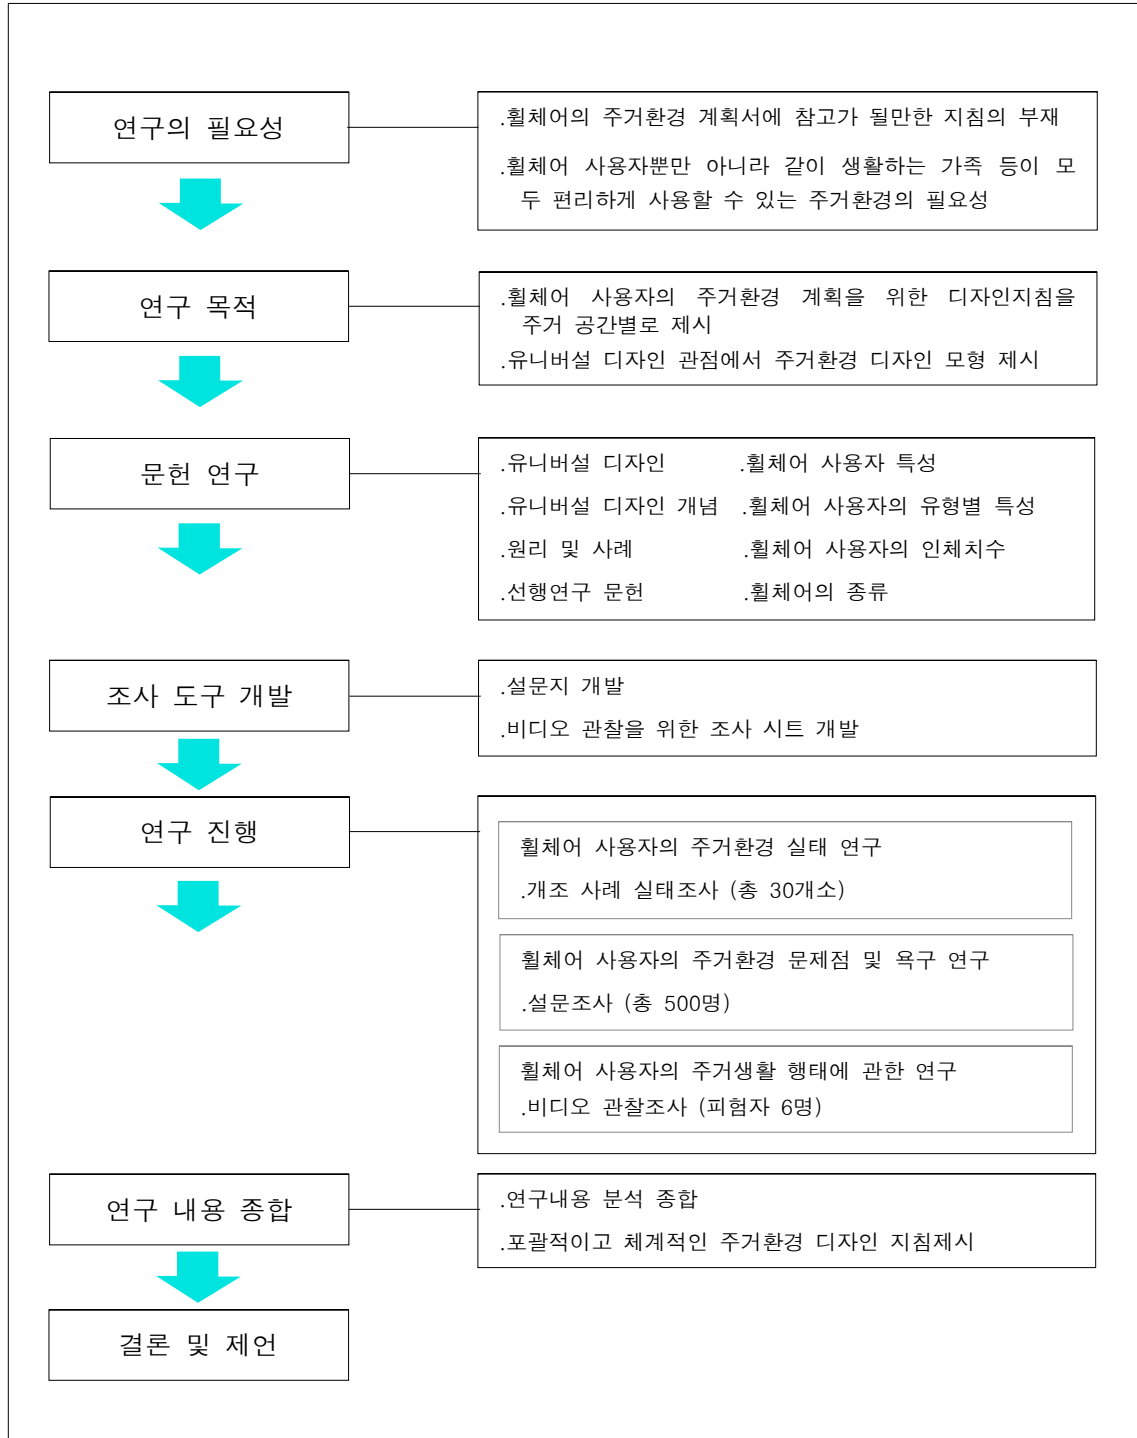 연구의 필요성
.휠체어의 주거환경 계획서에 참고가 될만한 지침의 부재
.휠체어 사용자뿐만 아니라 같이 생활하는 가족 등이 모
두 편리하게 사용할 수 있는 주거환경의 필요성
연구 목적
.휠체어 사용자의 주거환경 계획을 위한 디자인지침을
주거 공간별로 제시
.유니버설 디자인 관점에서 주거환경 디자인 모형 제시
문헌 연구
.유니버설 디자인 .휠체어 사용자 특성
.유니버설 디자인 개념 .휠체어 사용자의 유형별 특성
.원리 및 사례 .휠체어 사용자의 인체치수
.선행연구 문헌 .휠체어의 종류
조사 도구 개발
.설문지 개발
.비디오 관찰을 위한 조사 시트 개발
연구 진행
휠체어 사용자의 주거환경 실태 연구
.개조 사례 실태조사 (총 30개소)
휠체어 사용자의 주거환경 문제점 및 욕구 연구
.설문조사 (총 500명)
휠체어 사용자의 주거생활 행태에 관한 연구
.비디오 관찰조사 (피험자 6명)
연구 내용 종합
.연구내용 분석 종합
.포괄적이고 체계적인 주거환경 디자인 지침제시
결론 및 제언